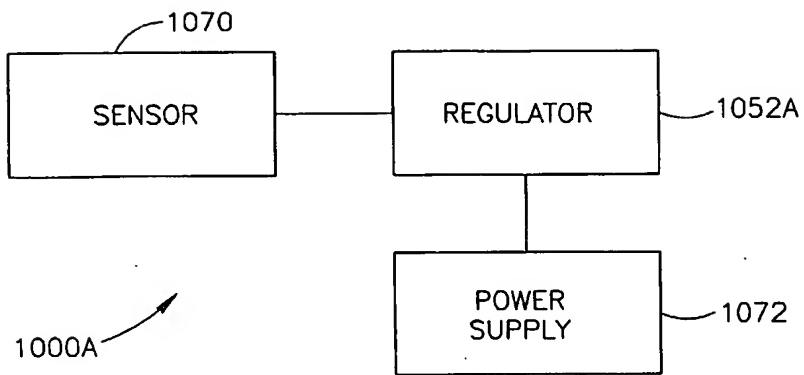 1070
SENSOR
REGULATOR
1052A
POWER
SUPPLY
1072
1000A